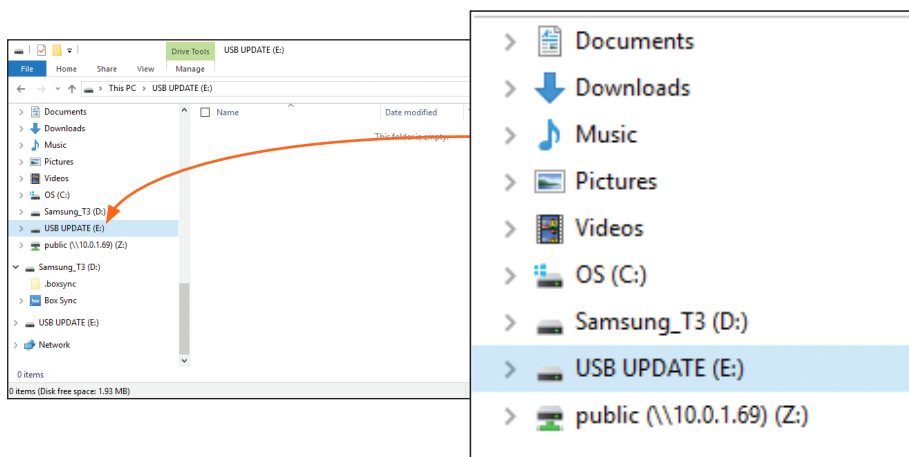 Drive Tools USB UPDATE (E:)
File Home Share View Manage
This PC > USB UPDATE (E:)
Name Date modified
This folder is empty.
Documents
Downloads
Music
Pictures
Videos
OS (C:)
Samsung_T3 (D:)
USB UPDATE (E:)
public (\\10.0.1.69) (Z:)
Samsung_T3 (D:)
.boxsync
Box Sync
USB UPDATE (E:)
Network
0 items
0 items (Disk free space: 1.93 MB)
Documents
Downloads
Music
Pictures
Videos
OS (C:)
Samsung_T3 (D:)
USB UPDATE (E:)
public (\\10.0.1.69) (Z:)